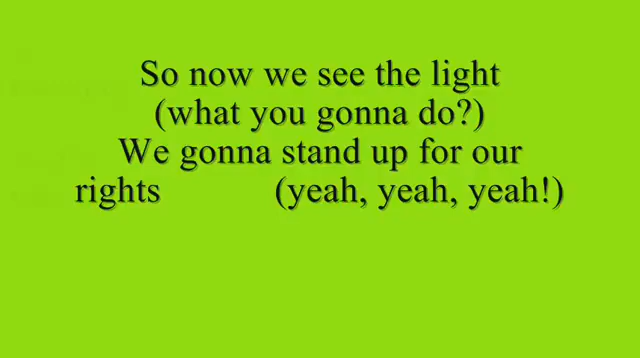 So now we see the light
(what you gonna do?)
We gonna stand up for our
rights (yeah, yeah, yeah!)